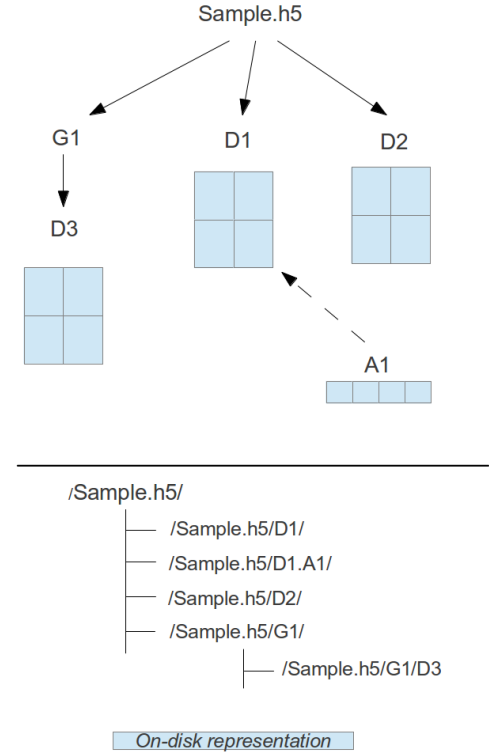 Sample.h5
G1
D1
D2
D3
A1
/Sample.h5/
/Sample.h5/D1/
/Sample.h5/D1.A1/
/Sample.h5/D2/
/Sample.h5/G1/
/Sample.h5/G1/D3
On-disk representation